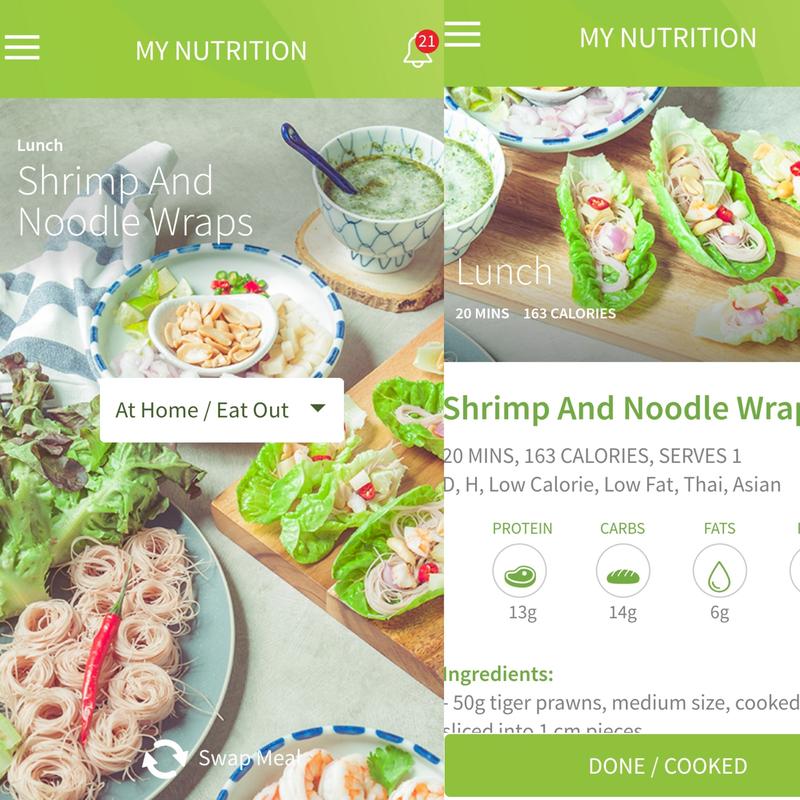 MY NUTRITION
21
Lunch
Shrimp And
Noodle Wraps
At Home / Eat Out
Swap Meal
MY NUTRITION
Lunch
20 MINS 163 CALORIES
Shrimp And Noodle Wrap
20 MINS, 163 CALORIES, SERVES 1
D, H, Low Calorie, Low Fat, Thai, Asian
PROTEIN CARBS FATS
13g 14g 6g
Ingredients:
- 50g tiger prawns, medium size, cooked
sliced into 1 cm pieces
DONE / COOKED